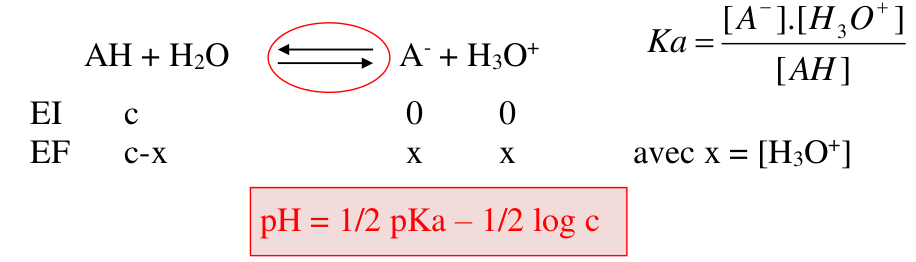 AH + H₂O ⇄ A⁻ + H₃O⁺
Ka = [A⁻].[H₃O⁺] / [AH]
EI c 0 0
EF c-x x x avec x = [H₃O⁺]
pH = 1/2 pKa – 1/2 log c